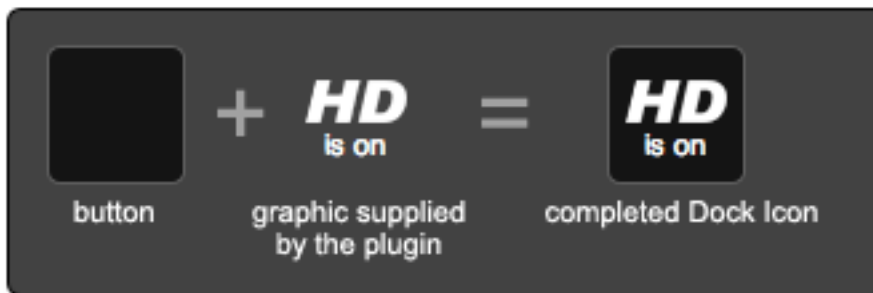 + HD is on = HD is on
button
graphic supplied by the plugin
completed Dock Icon